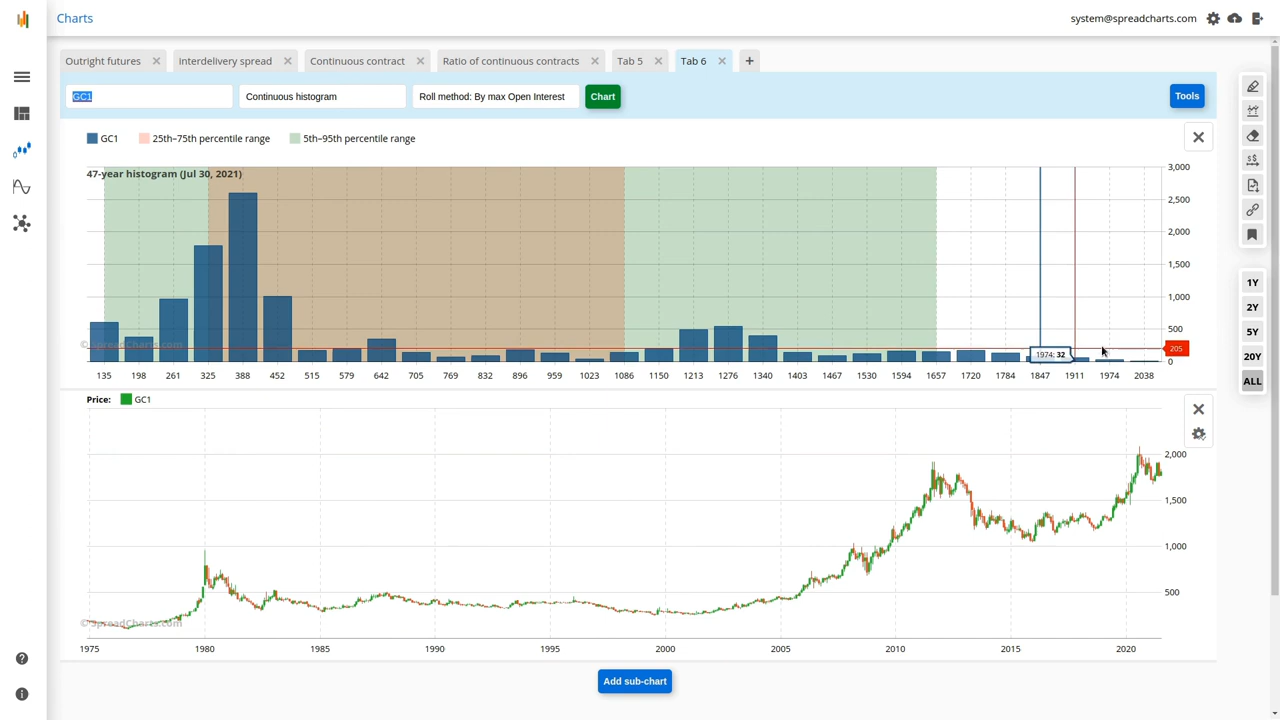 Charts
system@spreadcharts.com
Outright futures
Interdelivery spread
Continuous contract
Ratio of continuous contracts
Tab 5
Tab 6
GC1
Continuous histogram
Roll method: By max Open Interest
Chart
Tools
GC1
25th–75th percentile range
5th–95th percentile range
47-year histogram (Jul 30, 2021)
3,000
2,500
2,000
1,500
1,000
500
0
205
© SpreadCharts.com
1974: 32
135 198 261 325 388 452 515 579 642 705 769 832 896 959 1023 1086 1150 1213 1276 1340 1403 1467 1530 1594 1657 1720 1784 1847 1911 1974 2038
1Y
2Y
5Y
20Y
ALL
Price: GC1
2,000
1,500
1,000
500
© SpreadCharts.com
1975 1980 1985 1990 1995 2000 2005 2010 2015 2020
Add sub-chart